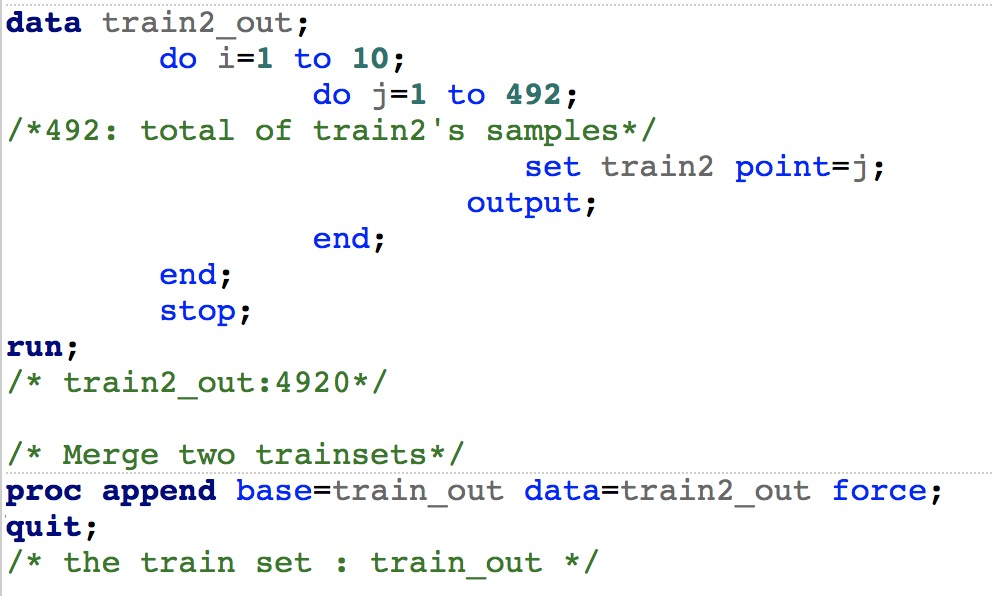 data train2_out;
do i=1 to 10;
do j=1 to 492;
/*492: total of train2's samples*/
set train2 point=j;
output;
end;
end;
stop;
run;
/* train2_out:4920*/
/* Merge two trainsets*/
proc append base=train_out data=train2_out force;
quit;
/* the train set : train_out */